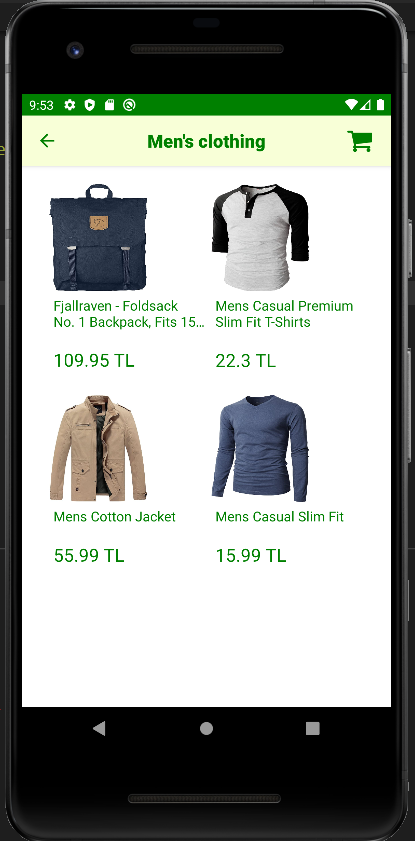 9:53
Men's clothing
Fjallraven - Foldsack
No. 1 Backpack, Fits 15…
Mens Casual Premium
Slim Fit T-Shirts
109.95 TL
22.3 TL
Mens Cotton Jacket
Mens Casual Slim Fit
55.99 TL
15.99 TL